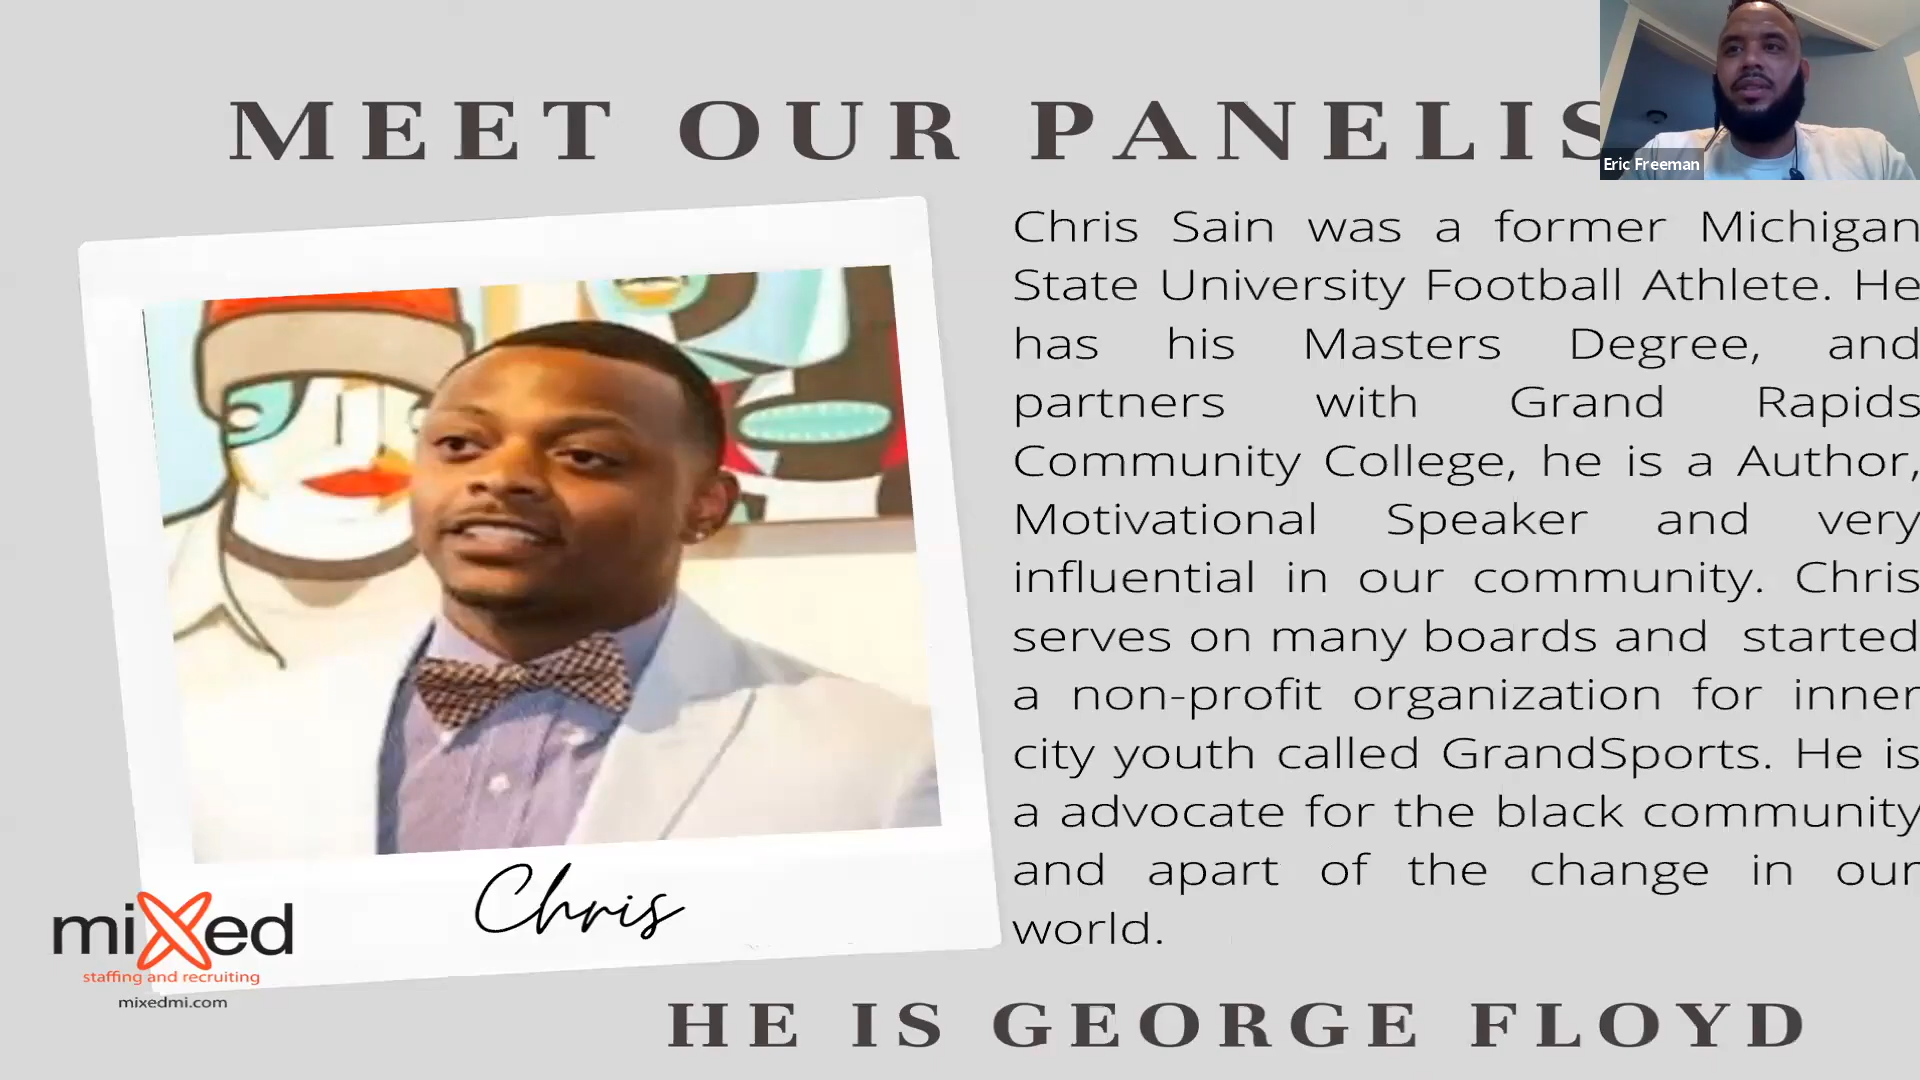 MEET OUR PANELIS
Eric Freeman
Chris Sain was a former Michigan
State University Football Athlete. He
has his Masters Degree, and
partners with Grand Rapids
Community College, he is a Author,
Motivational Speaker and very
influential in our community. Chris
serves on many boards and started
a non-profit organization for inner
city youth called GrandSports. He is
a advocate for the black community
and apart of the change in our
world.
Chris
mixed
staffing and recruiting
mixedmi.com
HE IS GEORGE FLOYD